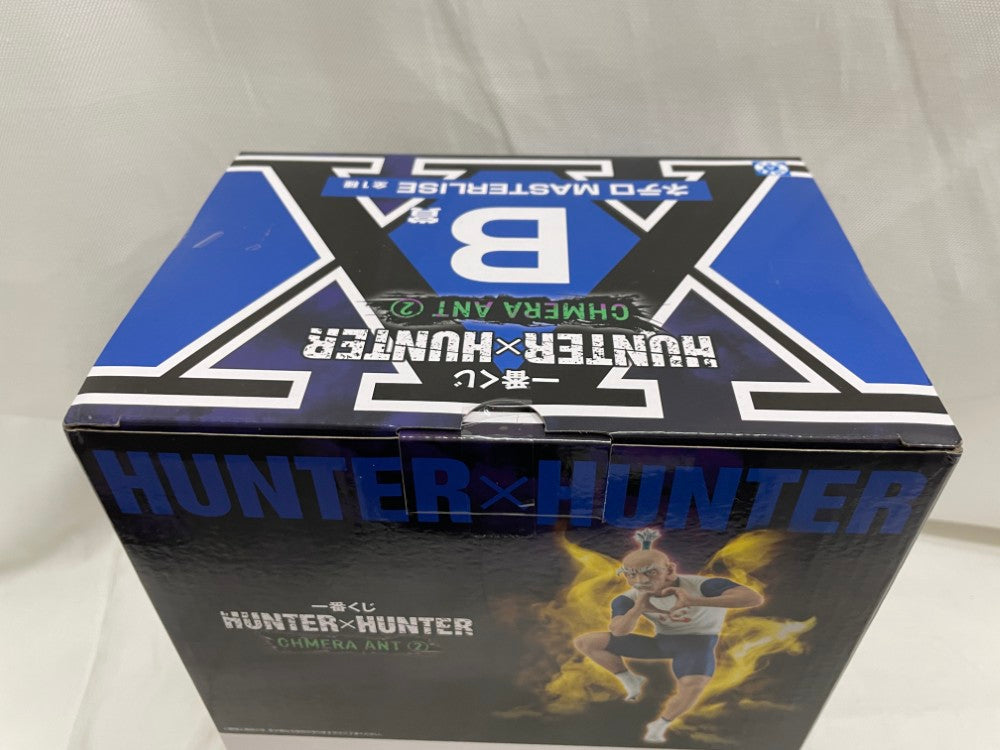 ネテロ MASTERLISE 全1種
B賞
CHMERA ANT ②
HUNTER×HUNTER
一番くじ
HUNTER×HUNTER
一番くじ
HUNTER×HUNTER
CHMERA ANT ②